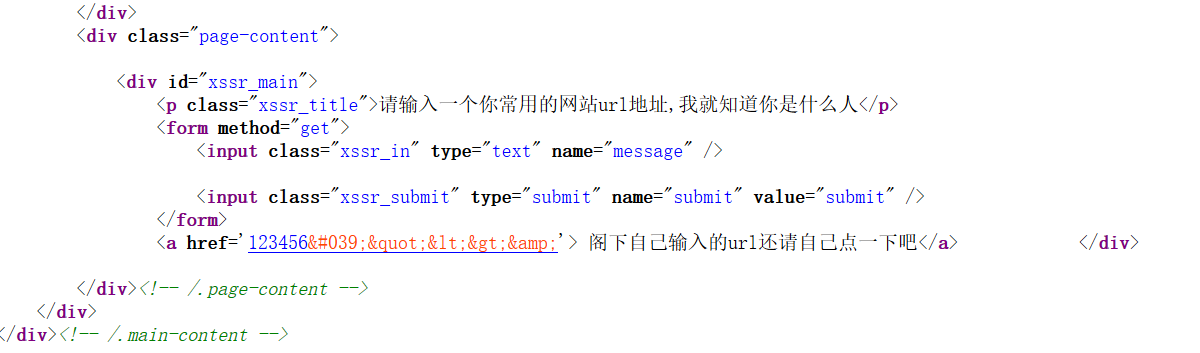 </div>
<div class="page-content">
<div id="xssr_main">
<p class="xssr_title">请输入一个你常用的网站url地址,我就知道你是什么人</p>
<form method="get">
<input class="xssr_in" type="text" name="message" />
<input class="xssr_submit" type="submit" name="submit" value="submit" />
</form>
<a href='123456&#039;&quot;&lt;&gt;&amp;'> 阁下自己输入的url还请自己点一下吧</a> </div>
</div><!-- /.page-content -->
</div>
</div><!-- /.main-content -->